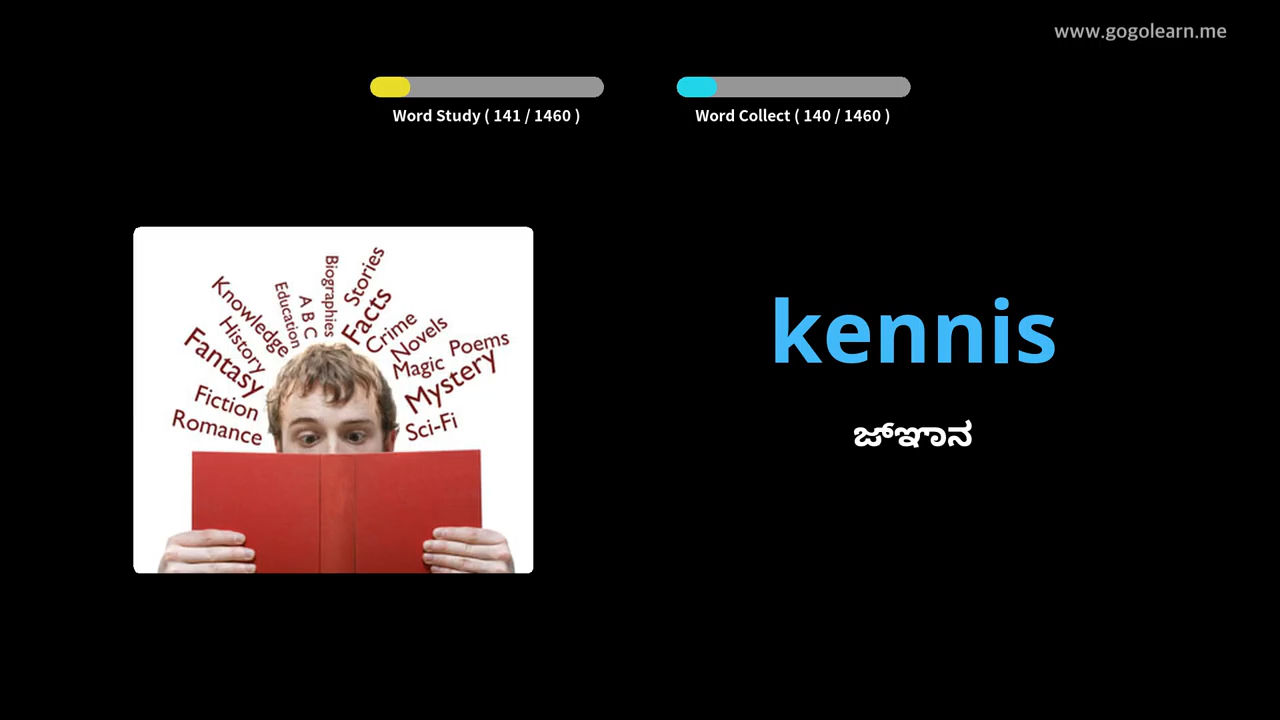 www.gogolearn.me
Word Study ( 141 / 1460 )
Word Collect ( 140 / 1460 )
Biographies
Stories
Education
A B C
Facts
Knowledge
Crime
History
Novels
Fantasy
Poems
Magic
Mystery
Fiction
Romance
Sci-Fi
kennis
ಜ್‌ಞಾನ